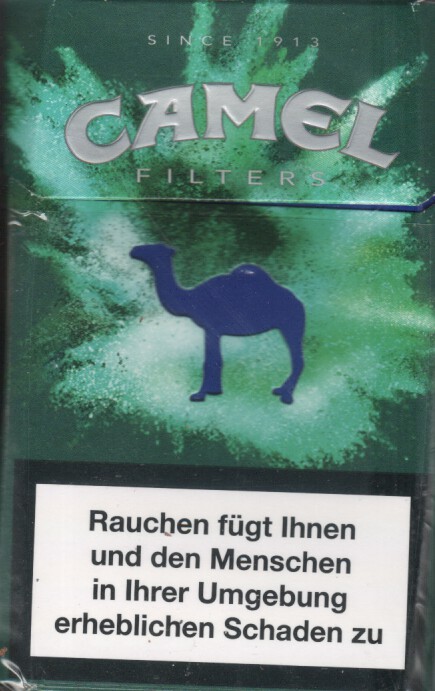 SINCE 1913
CAMEL
FILTERS
Rauchen fügt Ihnen
und den Menschen
in Ihrer Umgebung
erheblichen Schaden zu